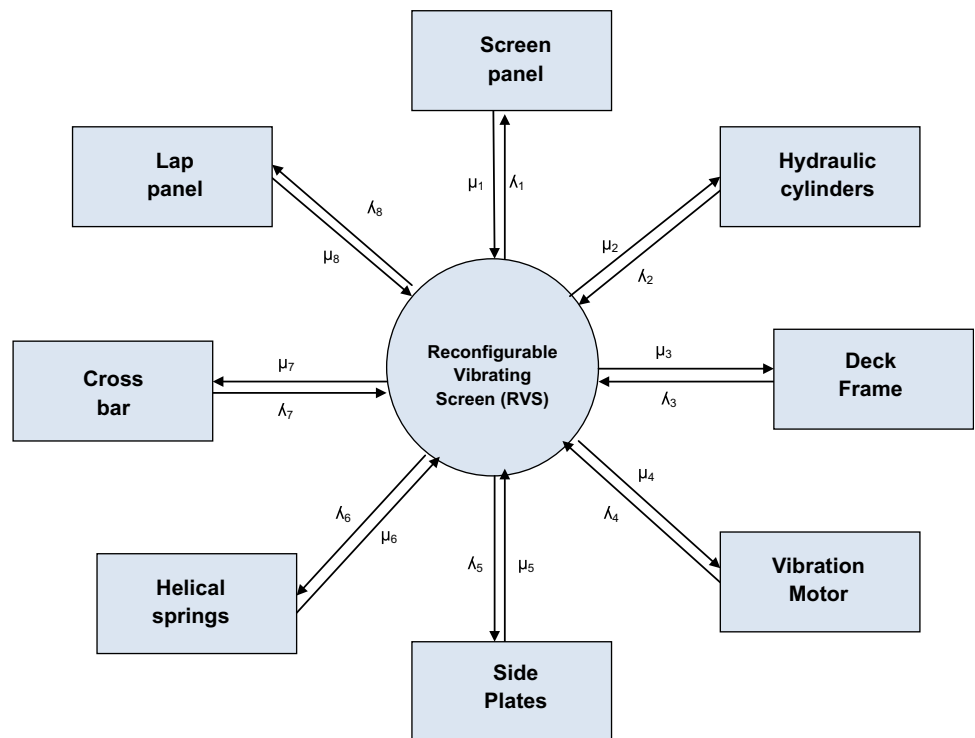 Screen
panel
Lap
panel
Hydraulic
cylinders
μ1
ʎ1
ʎ8
μ8
μ2
ʎ2
Reconfigurable
Vibrating
Screen (RVS)
Cross
bar
μ7
ʎ7
μ3
ʎ3
Deck
Frame
μ4
ʎ4
ʎ6
μ6
ʎ5
μ5
Helical
springs
Vibration
Motor
Side
Plates